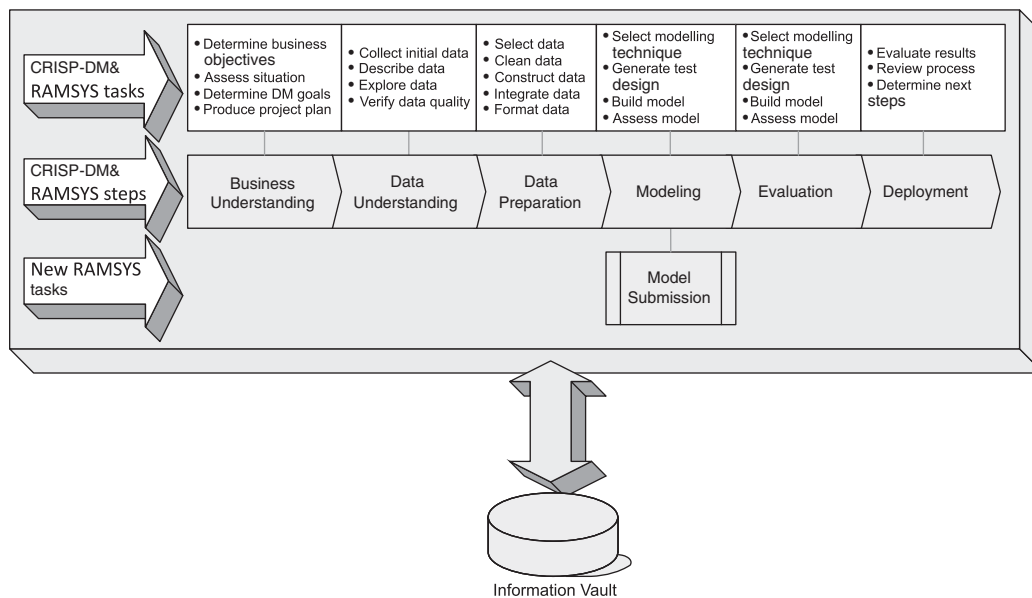 CRISP-DM&
RAMSYS tasks
• Determine business
objectives
• Assess situation
• Determine DM goals
• Produce project plan
• Collect initial data
• Describe data
• Explore data
• Verify data quality
• Select data
• Clean data
• Construct data
• Integrate data
• Format data
• Select modelling
technique
• Generate test
design
• Build model
• Assess model
• Select modelling
technique
• Generate test
design
• Build model
• Assess model
• Evaluate results
• Review process
• Determine next
steps
CRISP-DM&
RAMSYS steps
Business
Understanding
Data
Understanding
Data
Preparation
Modeling
Evaluation
Deployment
New RAMSYS
tasks
Model
Submission
Information Vault